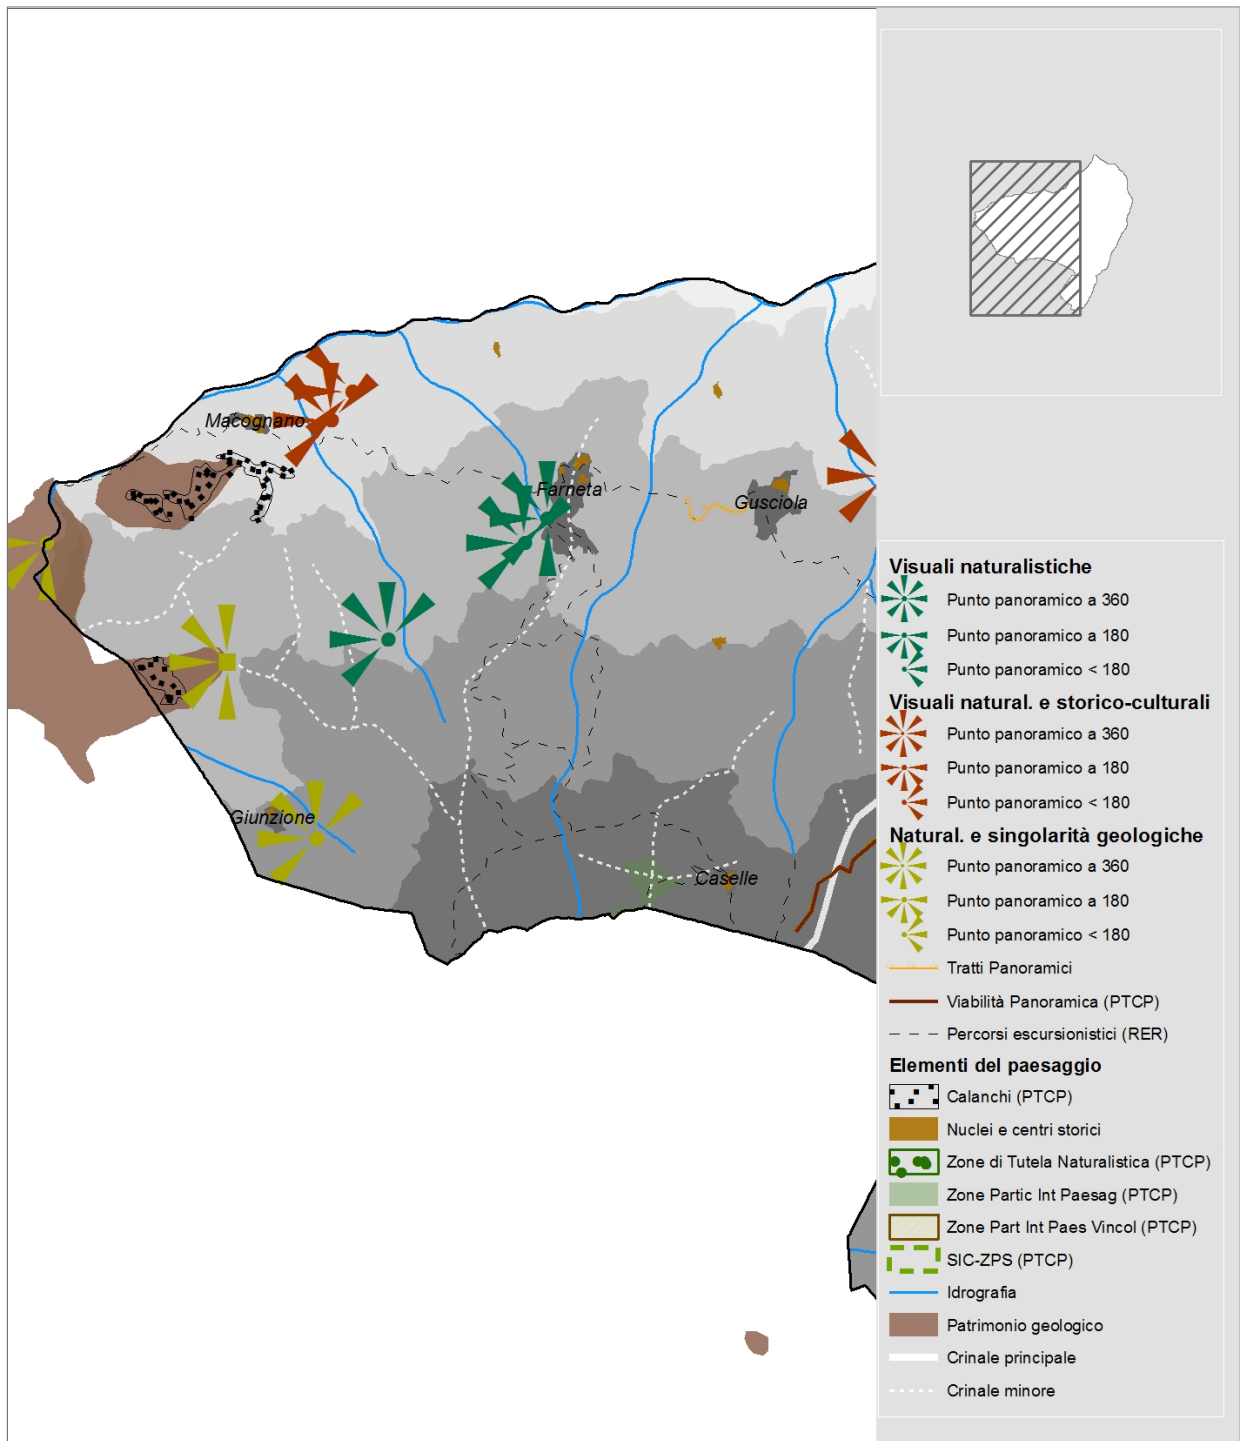 Macognano
Farneta
Gusciola
Giunzione
Caselle
Visuali naturalistiche
Punto panoramico a 360
Punto panoramico a 180
Punto panoramico < 180
Visuali natural. e storico-culturali
Punto panoramico a 360
Punto panoramico a 180
Punto panoramico < 180
Natural. e singolarità geologiche
Punto panoramico a 360
Punto panoramico a 180
Punto panoramico < 180
Tratti Panoramici
Viabilità Panoramica (PTCP)
Percorsi escursionistici (RER)
Elementi del paesaggio
Calanchi (PTCP)
Nuclei e centri storici
Zone di Tutela Naturalistica (PTCP)
Zone Partic Int Paesag (PTCP)
Zone Part Int Paes Vincol (PTCP)
SIC-ZPS (PTCP)
Idrografia
Patrimonio geologico
Crinale principale
Crinale minore